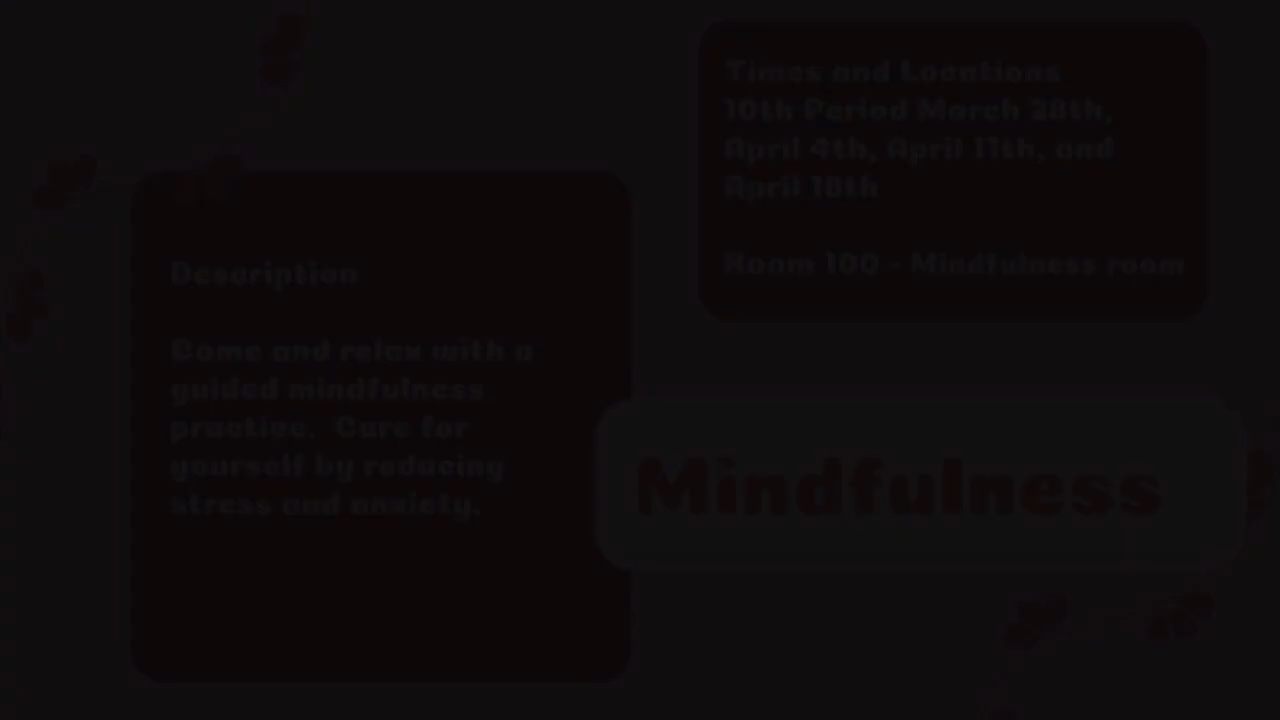 Times and Locations
10th Period March 28th,
April 4th, April 11th, and
April 18th
Room 100 - Mindfulness room
Description
Come and relax with a
guided mindfulness
practice. Care for
yourself by reducing
stress and anxiety.
Mindfulness